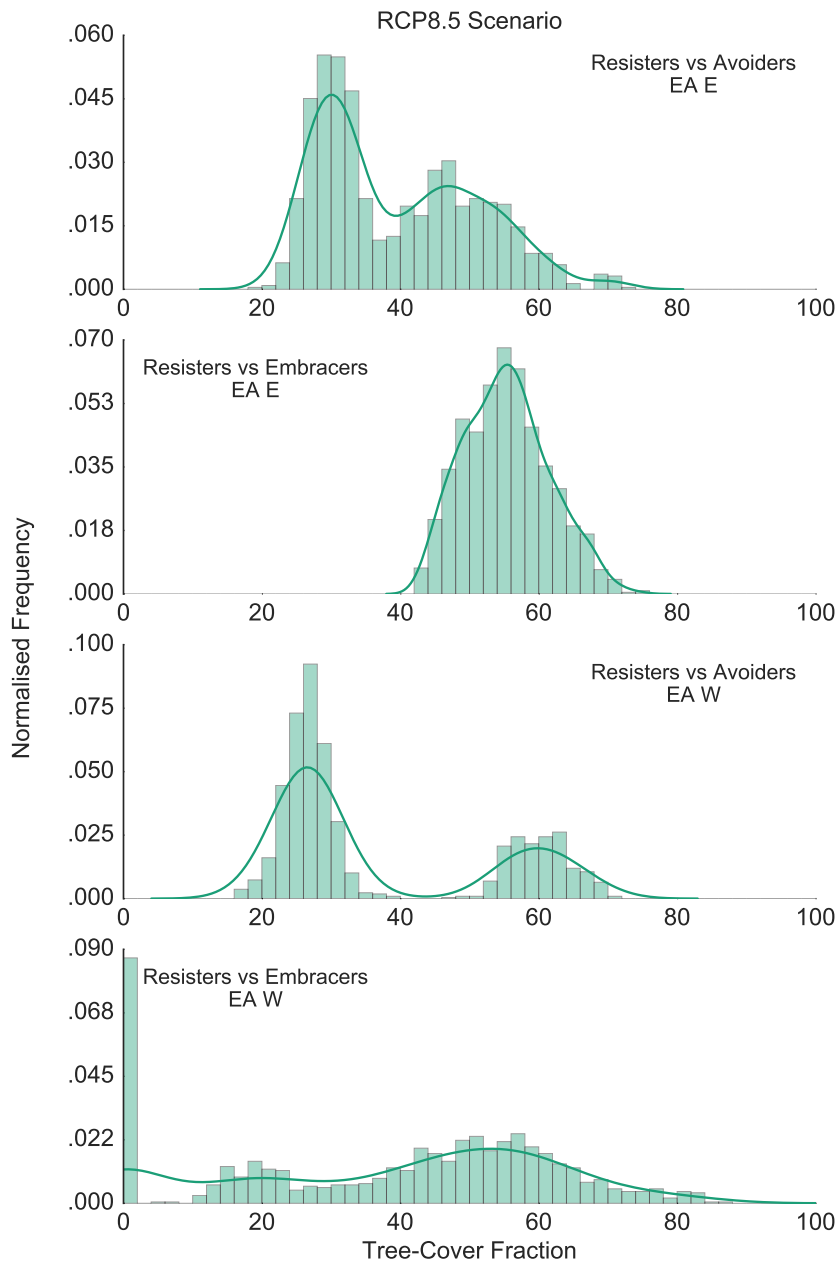 RCP8.5 Scenario
.060
Resisters vs Avoiders
EA E
.045
.030
.015
.000
0 20 40 60 80 100
.070
Resisters vs Embracers
EA E
.053
.035
.018
.000
0 20 40 60 80 100
Normalised Frequency
.100
Resisters vs Avoiders
EA W
.075
.050
.025
.000
0 20 40 60 80 100
.090
Resisters vs Embracers
EA W
.068
.045
.022
.000
0 20 40 60 80 100
Tree-Cover Fraction